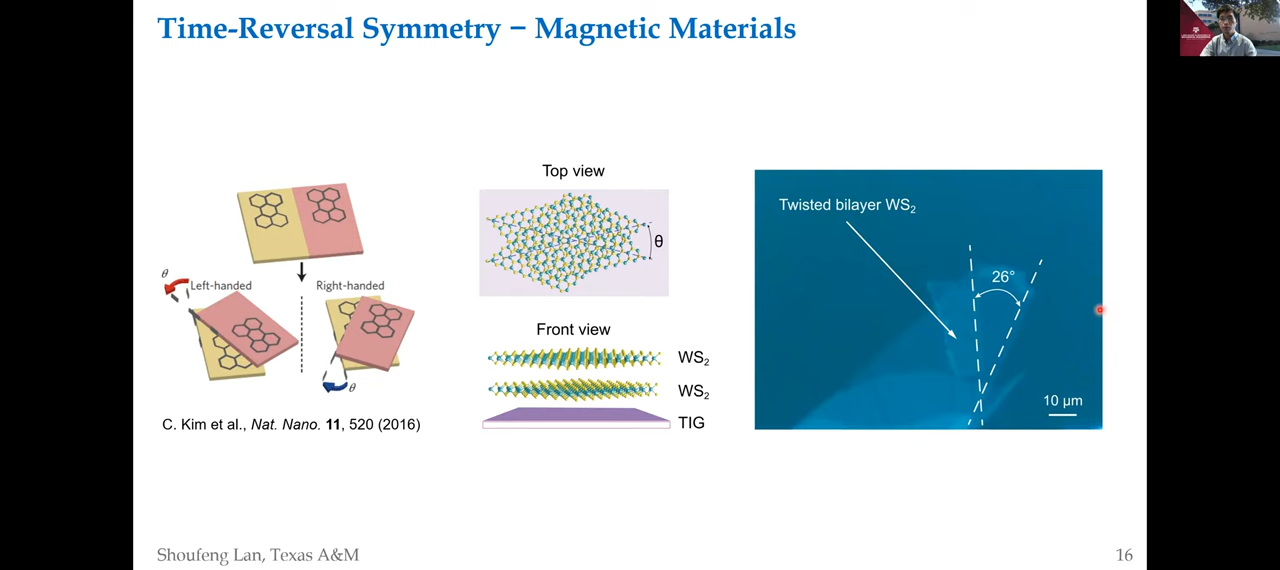 Time-Reversal Symmetry − Magnetic Materials
θ
Left-handed
Right-handed
θ
C. Kim et al., Nat. Nano. 11, 520 (2016)
Top view
θ
Front view
WS₂
WS₂
TIG
Twisted bilayer WS₂
26°
10 μm
Shoufeng Lan, Texas A&M
16